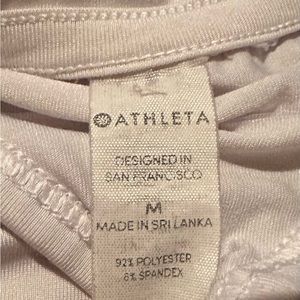 ATHLETA
DESIGNED IN
SAN FRANCISCO
M
MADE IN SRI LANKA
92% POLYESTER
8% SPANDEX